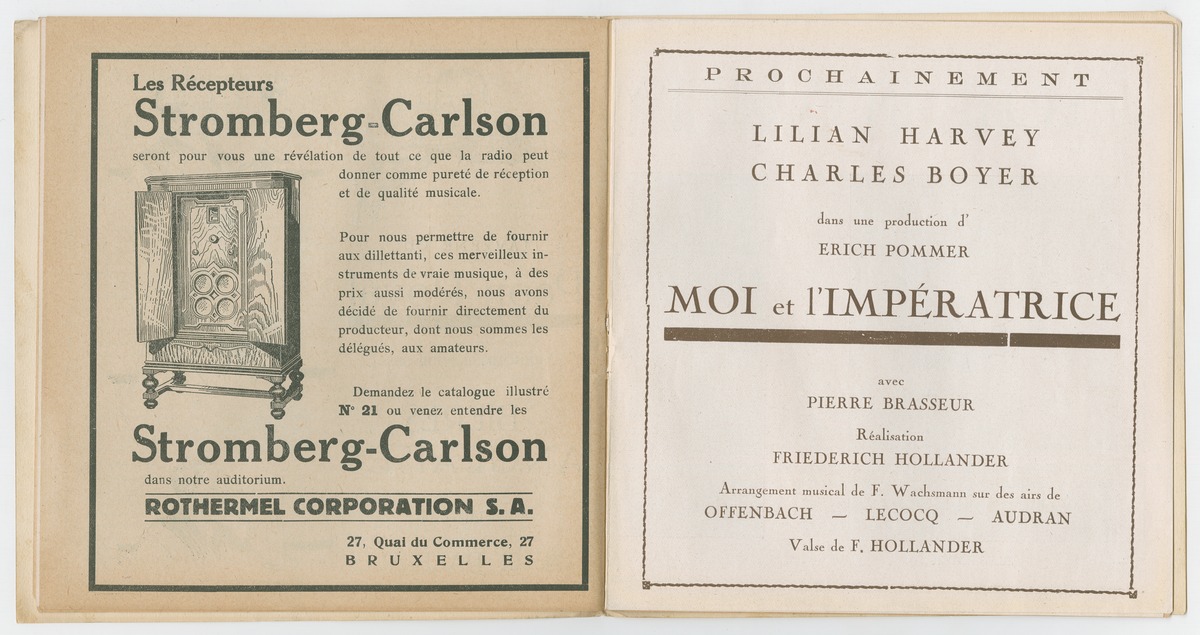 Les Récepteurs
Stromberg-Carlson
seront pour vous une révélation de tout ce que la radio peut
donner comme pureté de réception
et de qualité musicale.
Pour nous permettre de fournir
aux dillettanti, ces merveilleux in-
struments de vraie musique, à des
prix aussi modérés, nous avons
décidé de fournir directement du
producteur, dont nous sommes les
délégués, aux amateurs.
Demandez le catalogue illustré
N° 21 ou venez entendre les
Stromberg-Carlson
dans notre auditorium.
ROTHERMEL CORPORATION S. A.
27, Quai du Commerce, 27
BRUXELLES
PROCHAINEMENT
LILIAN HARVEY
CHARLES BOYER
dans une production d'
ERICH POMMER
MOI et l'IMPÉRATRICE
avec
PIERRE BRASSEUR
Réalisation
FRIEDERICH HOLLANDER
Arrangement musical de F. Wachsmann sur des airs de
OFFENBACH — LECOCQ — AUDRAN
Valse de F. HOLLANDER